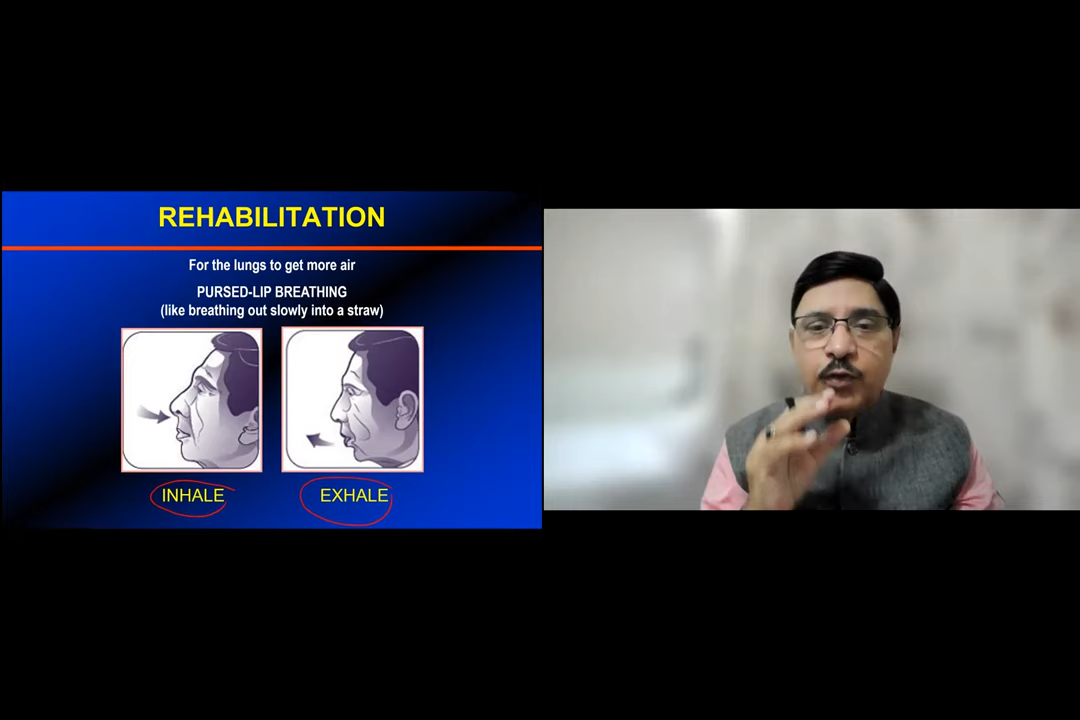 REHABILITATION
For the lungs to get more air
PURSED-LIP BREATHING
(like breathing out slowly into a straw)
INHALE
EXHALE